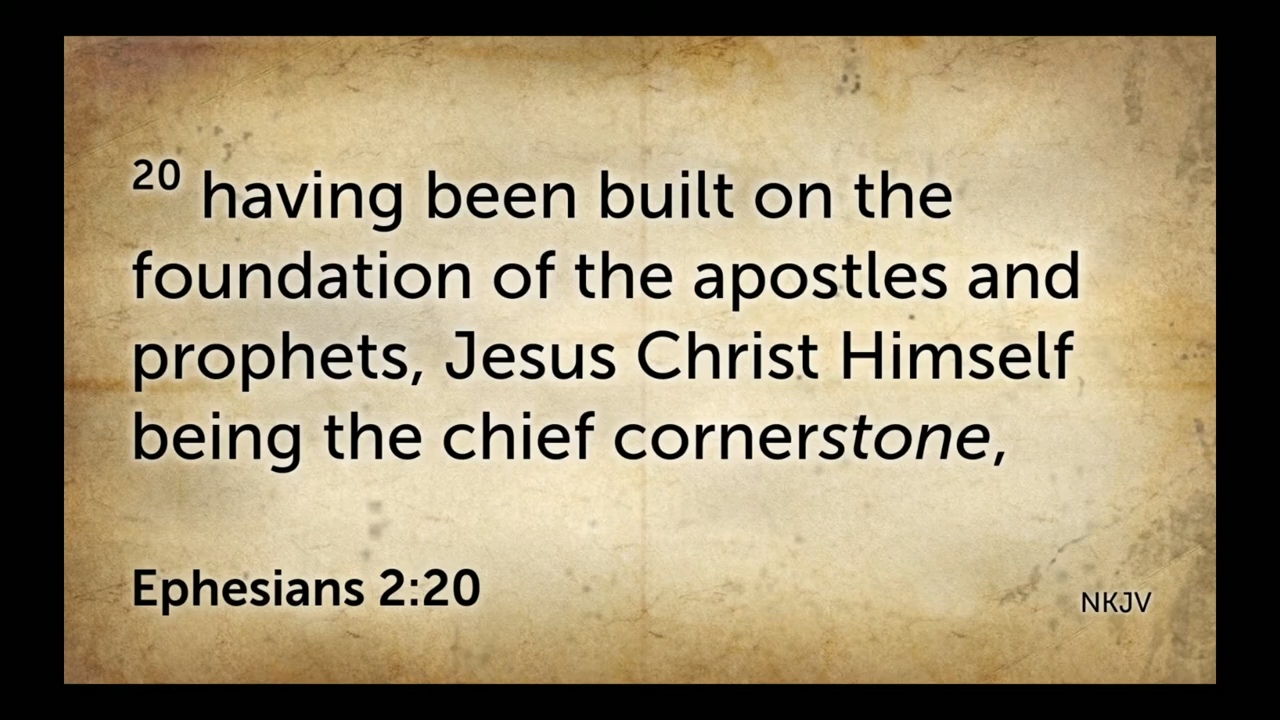 20 having been built on the
foundation of the apostles and
prophets, Jesus Christ Himself
being the chief cornerstone,
Ephesians 2:20
NKJV